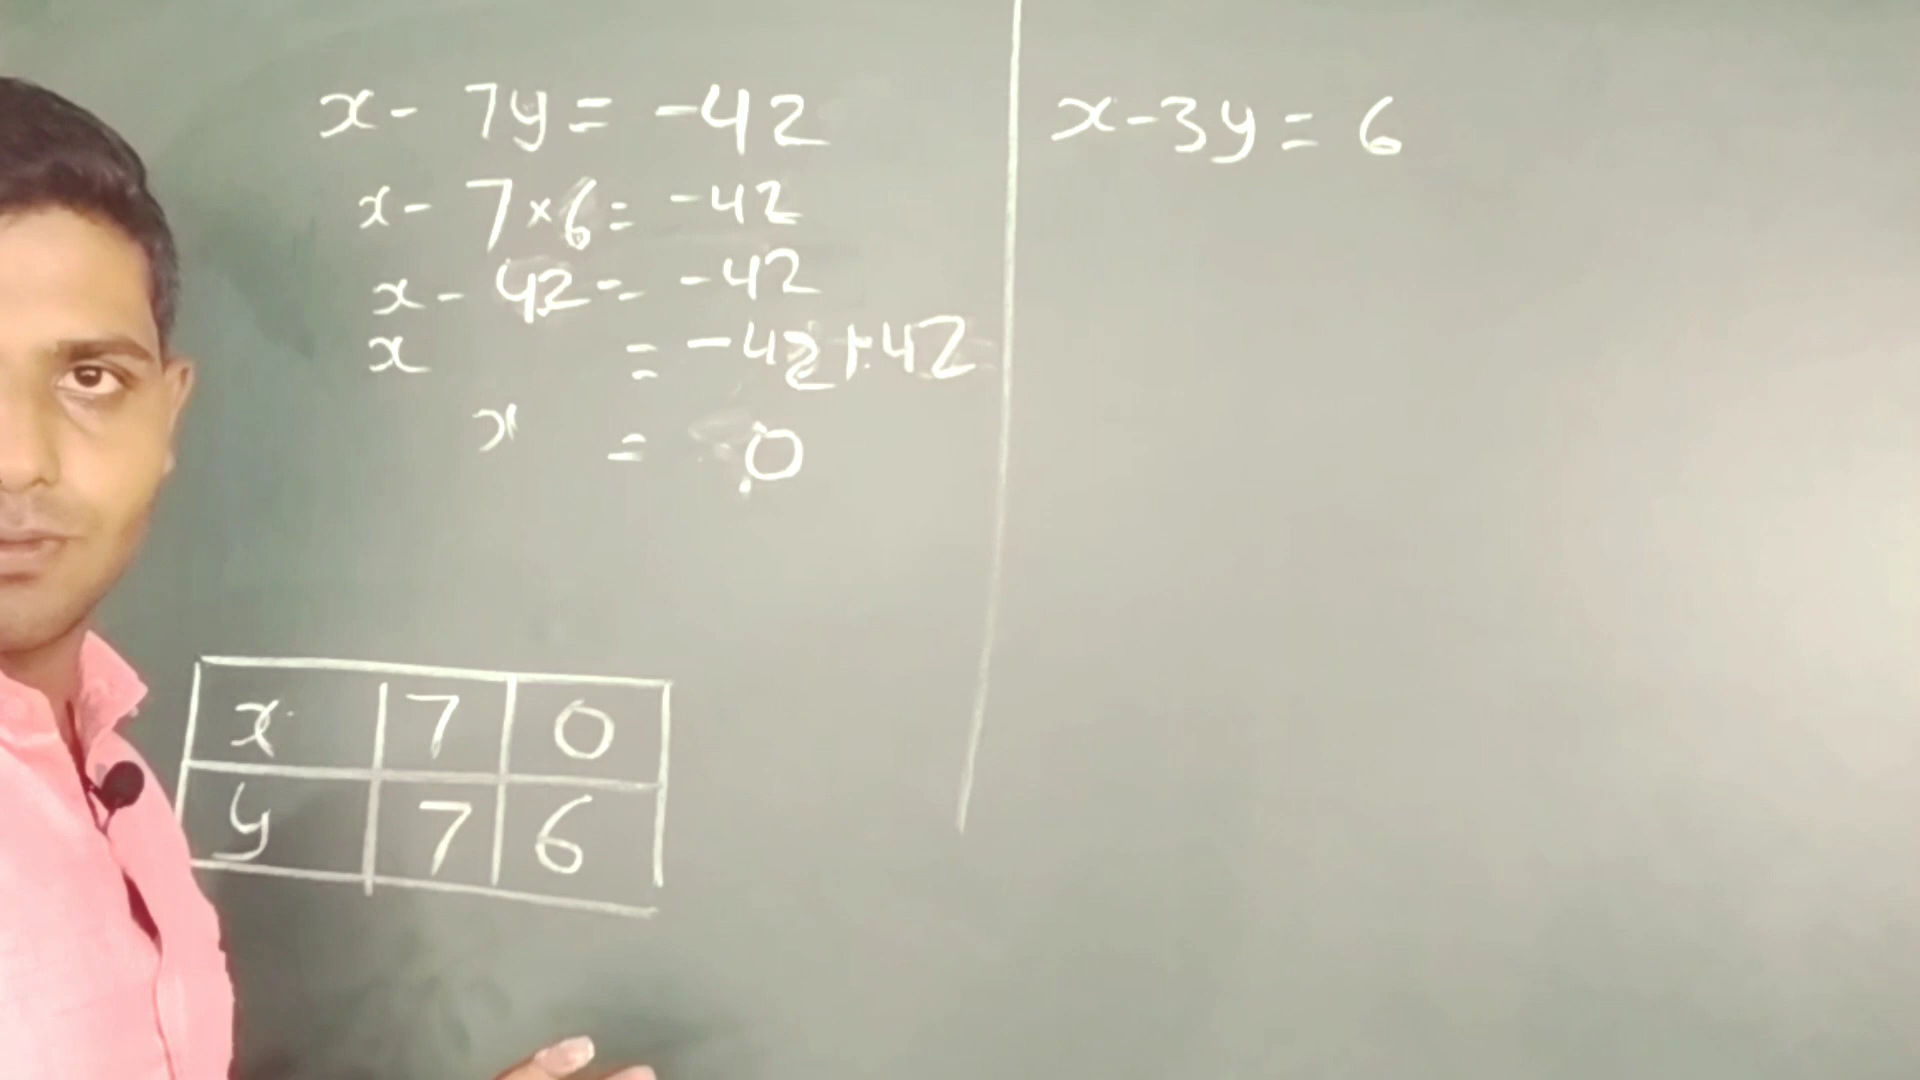 x - 7y = -42
x - 7×6 = -42
x - 42 = -42
x = -42+42
x = 0
x 7 0
y 7 6
x-3y = 6